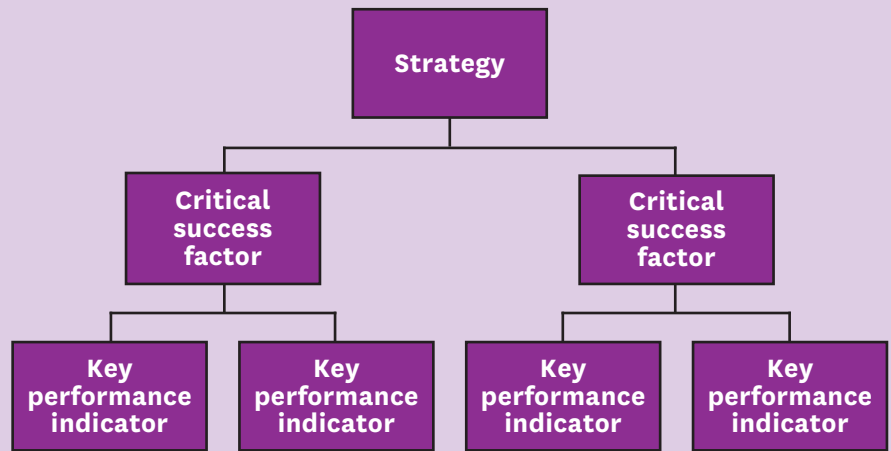 Strategy
Critical
success
factor
Critical
success
factor
Key
performance
indicator
Key
performance
indicator
Key
performance
indicator
Key
performance
indicator